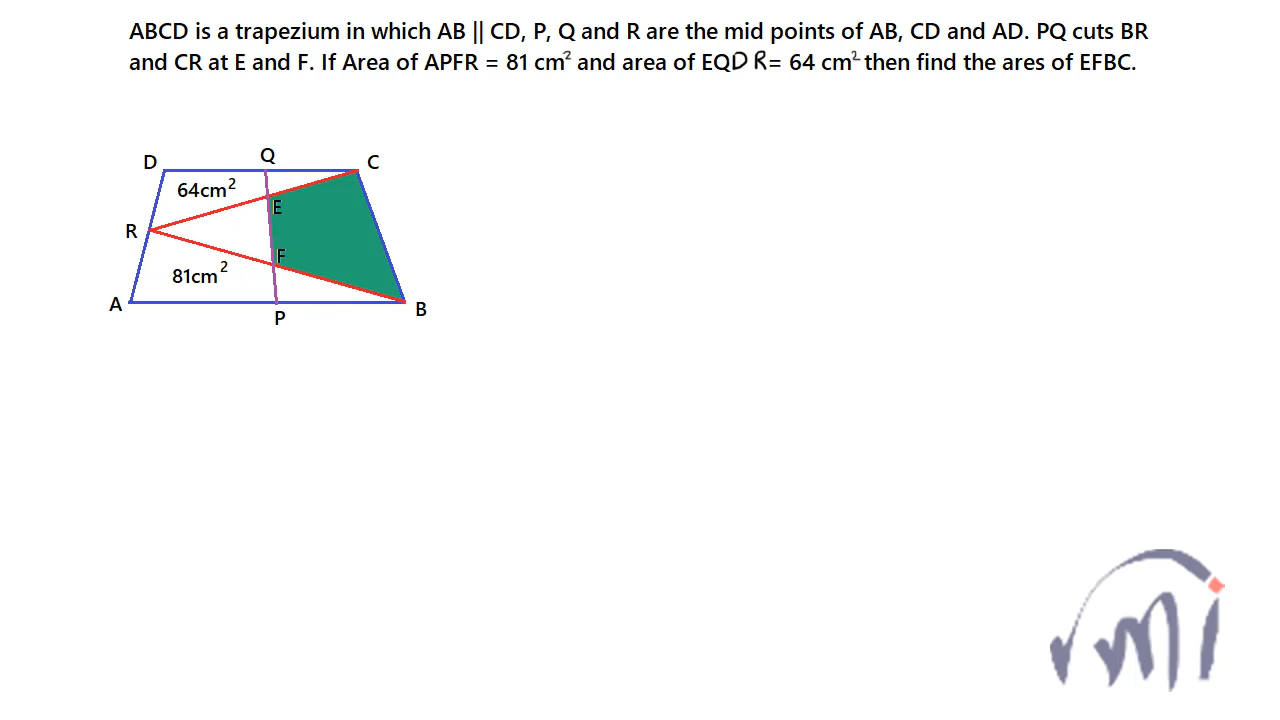 ABCD is a trapezium in which AB || CD, P, Q and R are the mid points of AB, CD and AD. PQ cuts BR
and CR at E and F. If Area of APFR = 81 cm² and area of EQD R= 64 cm² then find the ares of EFBC.
D
Q
C
64cm²
E
R
F
81cm²
A
P
B
rmi